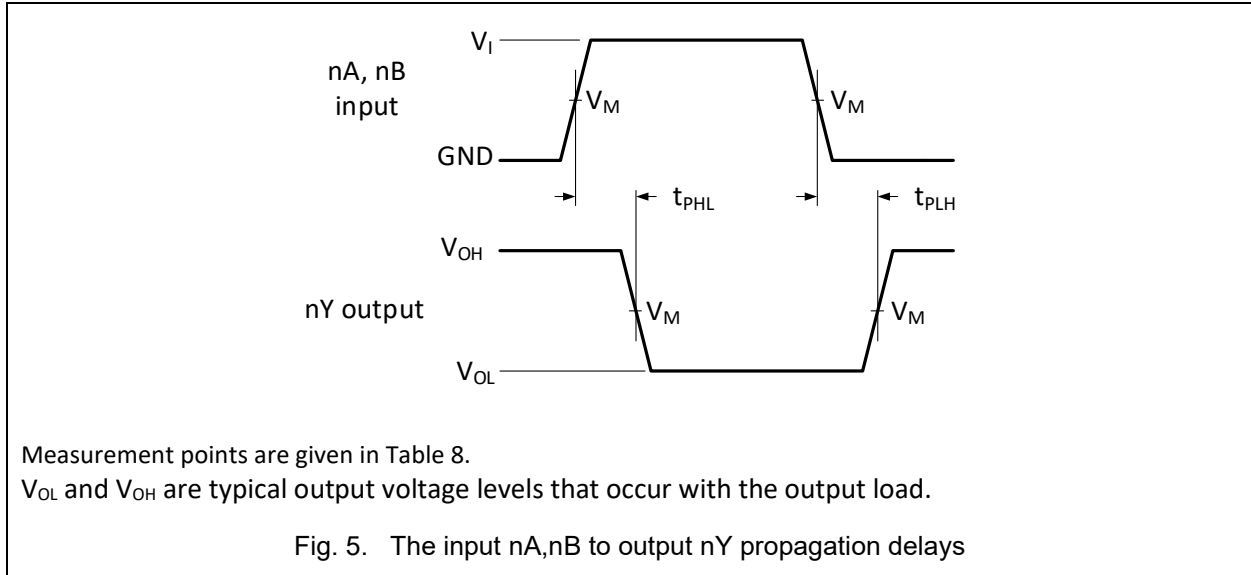 V_I
nA, nB
input
V_M
V_M
GND
t_PHL
t_PLH
V_OH
nY output
V_M
V_M
V_OL
Measurement points are given in Table 8.
V_OL and V_OH are typical output voltage levels that occur with the output load.
Fig. 5. The input nA,nB to output nY propagation delays